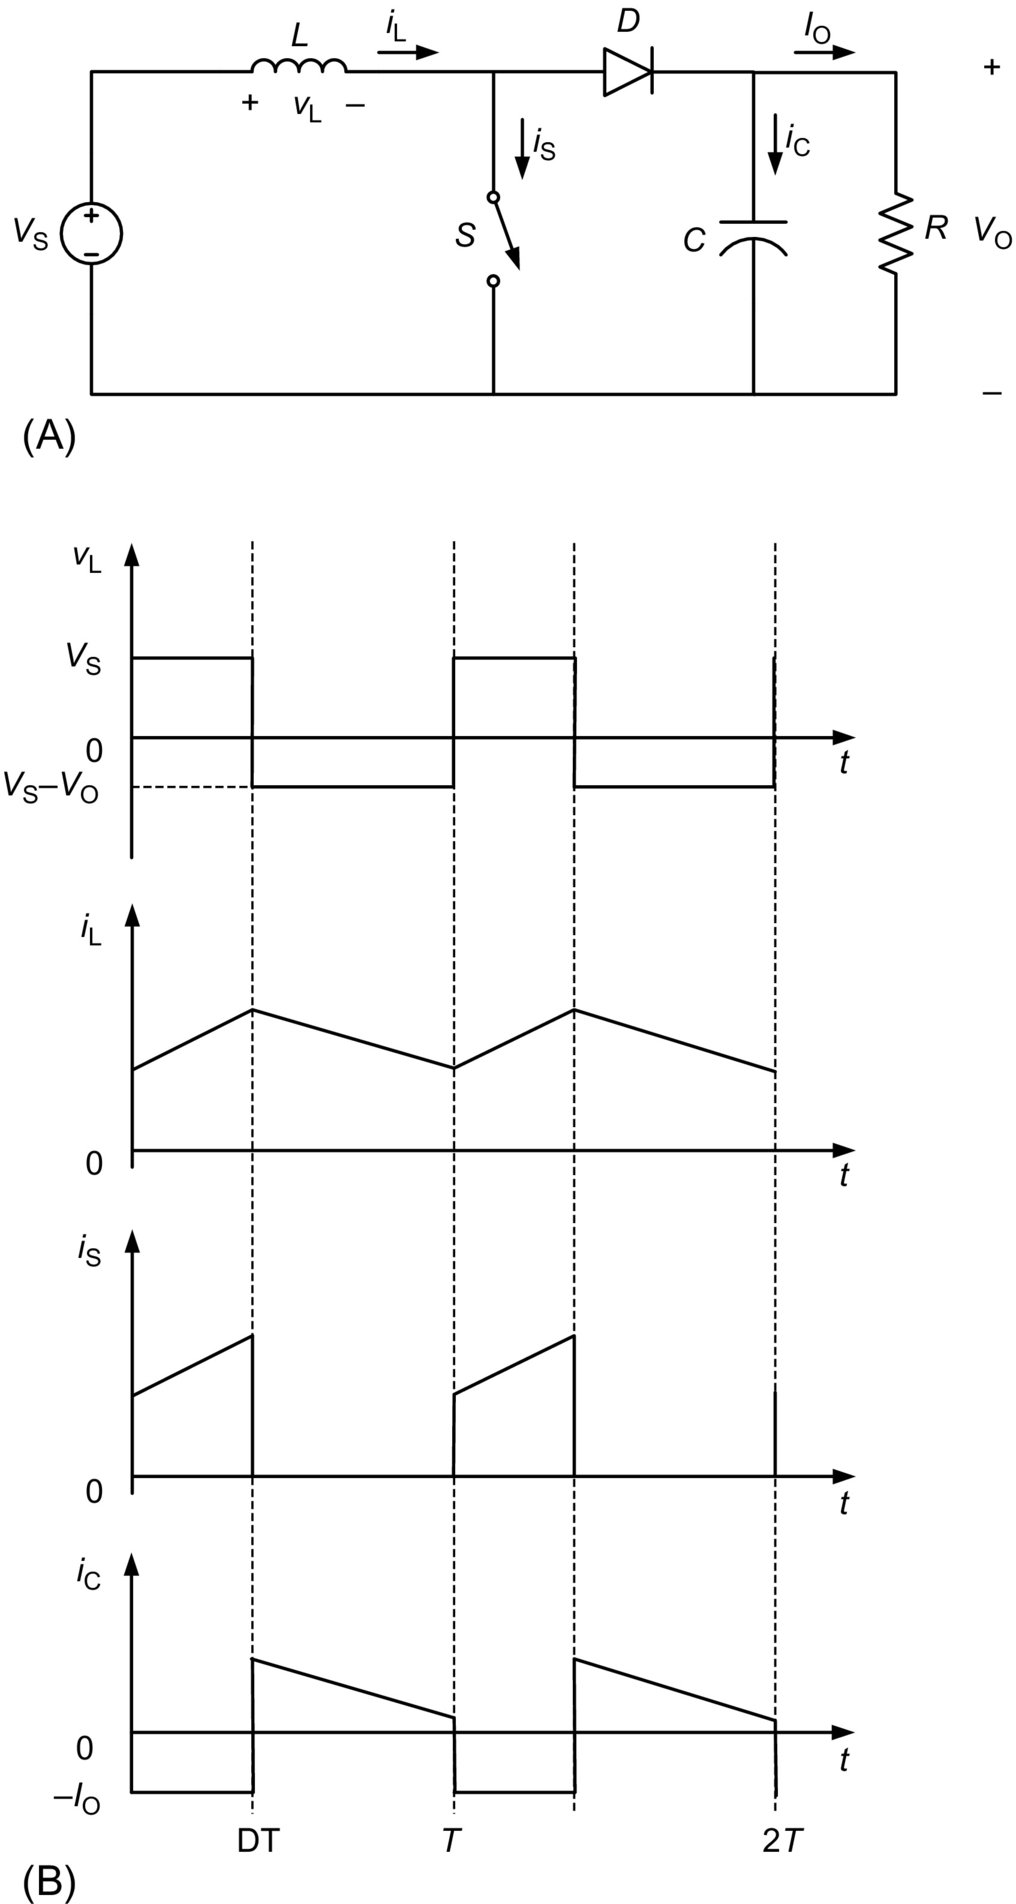 L
iL
D
IO
+
+ vL –
iS
iC
+
–
VS
S
C
R
VO
–
(A)
vL
VS
0
t
VS–VO
iL
0
t
iS
0
t
iC
0
t
–IO
DT T 2T
(B)